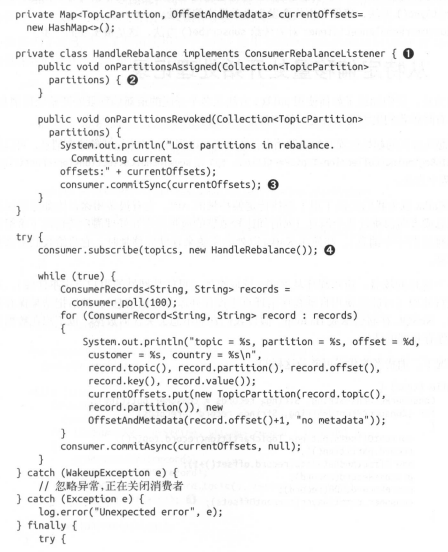 private Map<TopicPartition, OffsetAndMetadata> currentOffsets=
new HashMap<>();
private class HandleRebalance implements ConsumerRebalanceListener { ❶
public void onPartitionsAssigned(Collection<TopicPartition>
partitions) { ❷
}
public void onPartitionsRevoked(Collection<TopicPartition>
partitions) {
System.out.println("Lost partitions in rebalance.
Committing current
offsets:" + currentOffsets);
consumer.commitSync(currentOffsets); ❸
}
}
try {
consumer.subscribe(topics, new HandleRebalance()); ❹
while (true) {
ConsumerRecords<String, String> records =
consumer.poll(100);
for (ConsumerRecord<String, String> record : records)
{
System.out.println("topic = %s, partition = %s, offset = %d,
customer = %s, country = %s\n",
record.topic(), record.partition(), record.offset(),
record.key(), record.value());
currentOffsets.put(new TopicPartition(record.topic(),
record.partition()), new
OffsetAndMetadata(record.offset()+1, "no metadata"));
}
consumer.commitAsync(currentOffsets, null);
}
} catch (WakeupException e) {
// 忽略异常,正在关闭消费者
} catch (Exception e) {
log.error("Unexpected error", e);
} finally {
try {